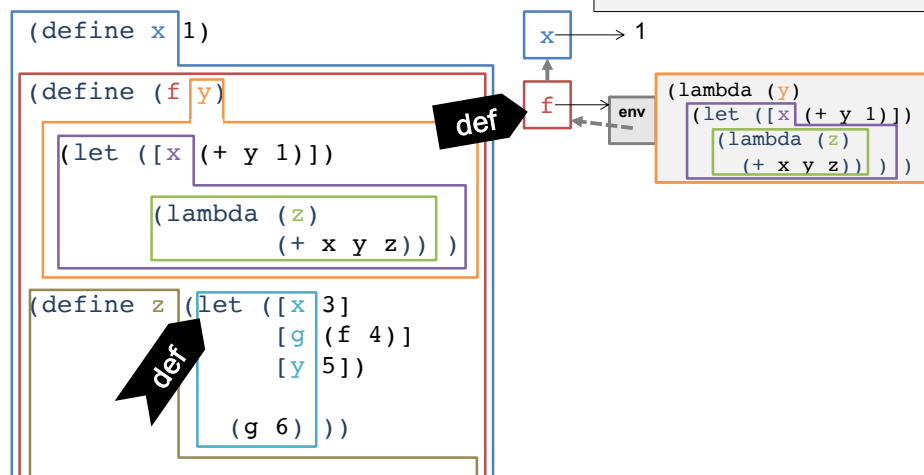 (define x 1)
(define (f y)
(let ([x (+ y 1)])
(lambda (z)
(+ x y z)) )
(define z (let ([x 3]
[g (f 4)]
[y 5])
(g 6) ))
def
x 1
def
f
env
(lambda (y)
(let ([x (+ y 1)])
(lambda (z)
(+ x y z)) ) )